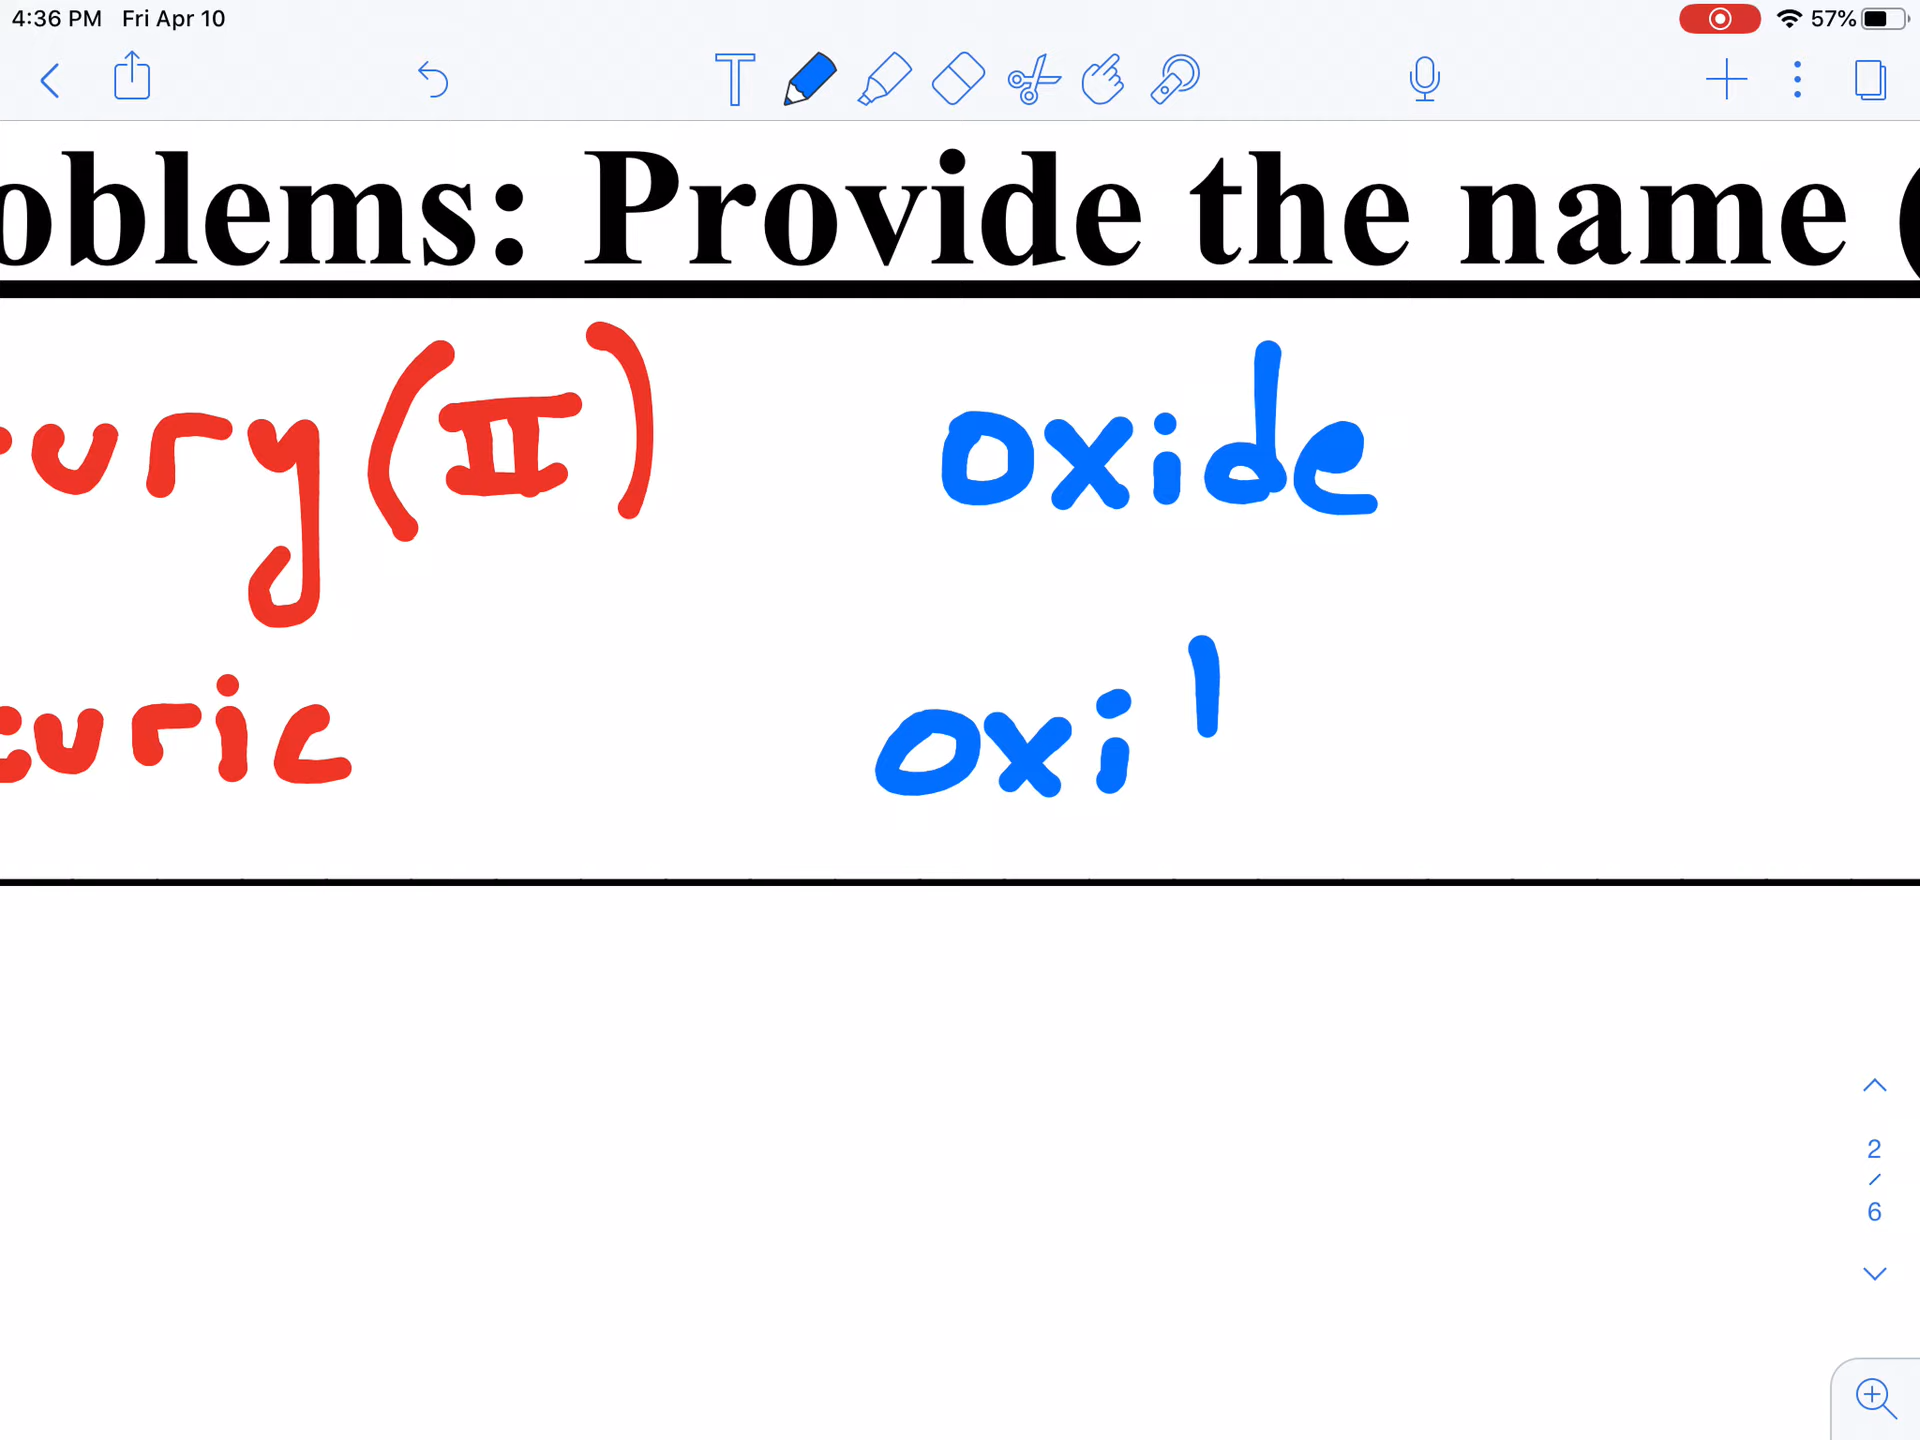 4:36 PM Fri Apr 10 57%
oblems: Provide the name (
ury(II) oxide
curic oxi
2
/
6